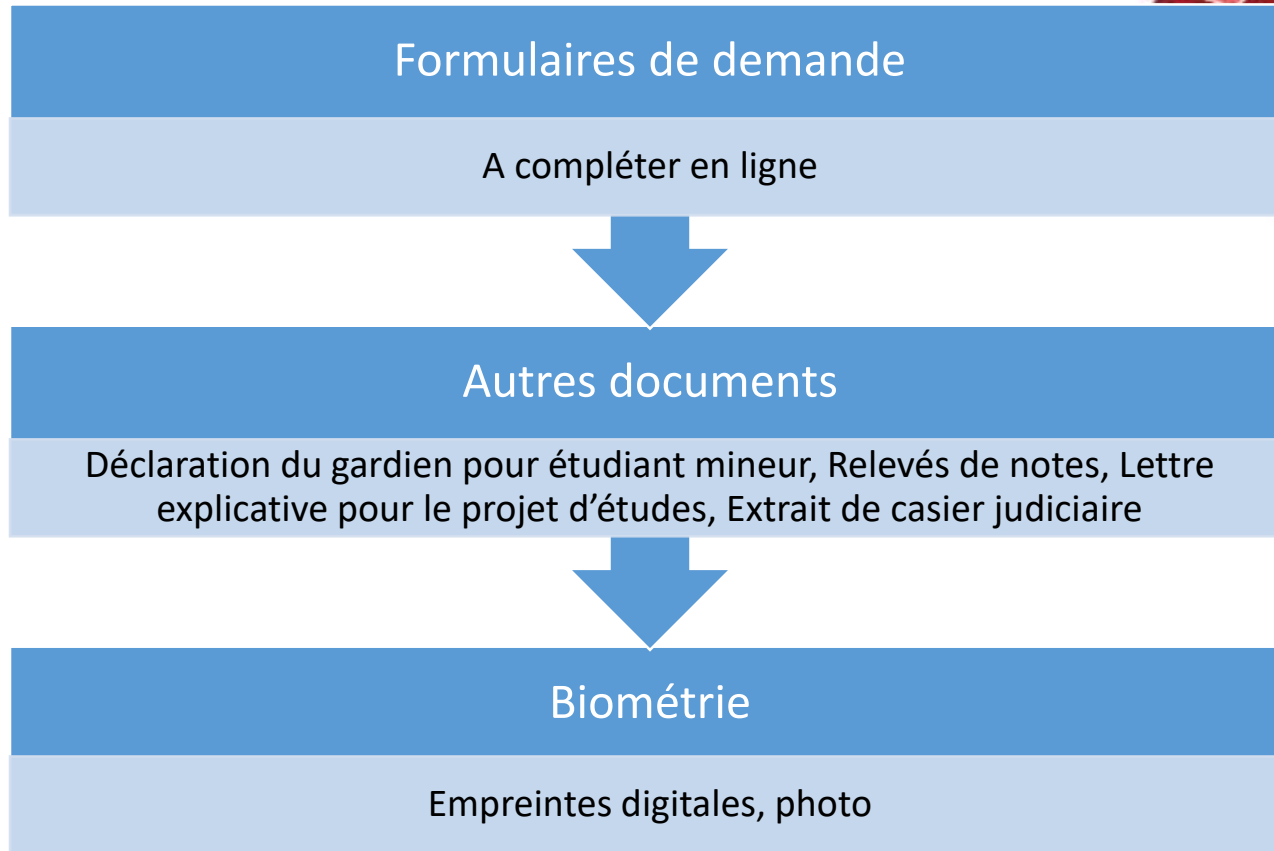 Formulaires de demande
A compléter en ligne
Autres documents
Déclaration du gardien pour étudiant mineur, Relevés de notes, Lettre
explicative pour le projet d’études, Extrait de casier judiciaire
Biométrie
Empreintes digitales, photo